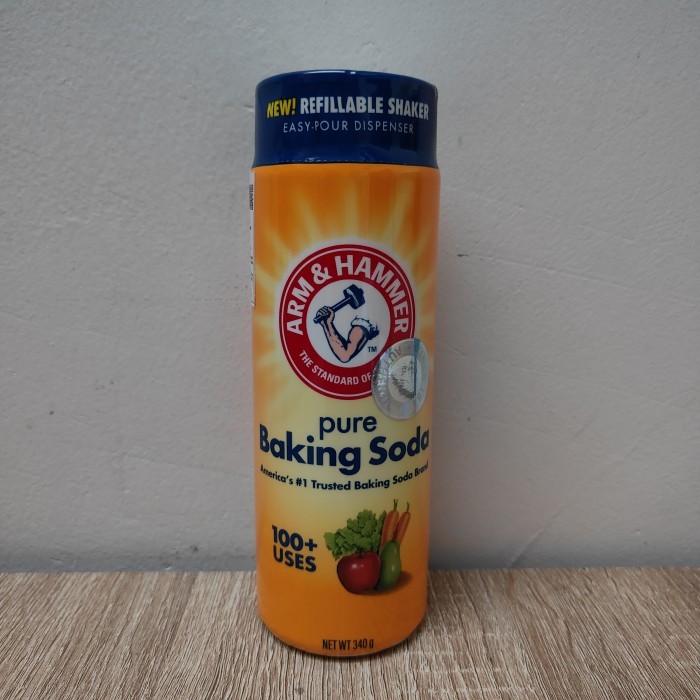 NEW! REFILLABLE SHAKER
EASY-POUR DISPENSER
ARM & HAMMER
THE STANDARD OF
TM
pure
Baking Soda
America's #1 Trusted Baking Soda Brand
100+
USES
NET WT 340 g